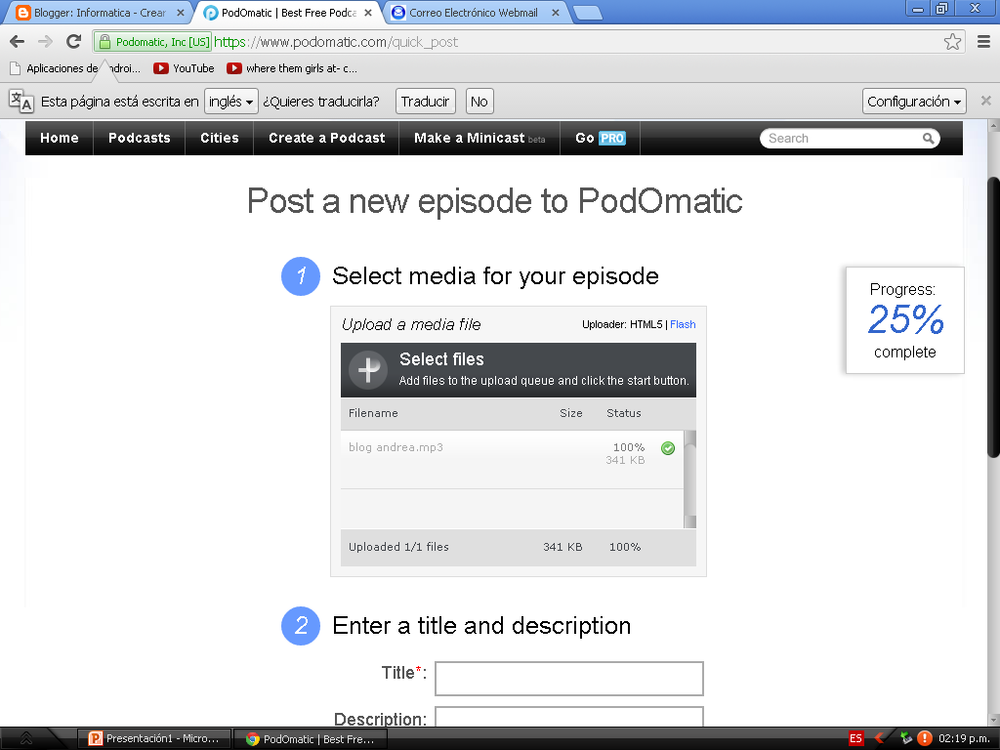 Blogger: Informatica - Crear
PodOmatic | Best Free Podca
Correo Electrónico Webmail
Podomatic, Inc [US]
https://www.podomatic.com/quick_post
Aplicaciones de Androi...
YouTube
where them girls at- c...
Esta página está escrita en inglés ¿Quieres traducirla? Traducir No Configuración
Home Podcasts Cities Create a Podcast Make a Minicast beta Go PRO Search
Post a new episode to PodOmatic
1 Select media for your episode
Progress:
25%
complete
Upload a media file
Uploader: HTML5 | Flash
Select files
Add files to the upload queue and click the start button.
Filename Size Status
blog andrea.mp3 100%
341 KB
Uploaded 1/1 files 341 KB 100%
2 Enter a title and description
Title*:
Description:
Presentación1 - Micro...
PodOmatic | Best Fre...
ES
02:19 p.m.